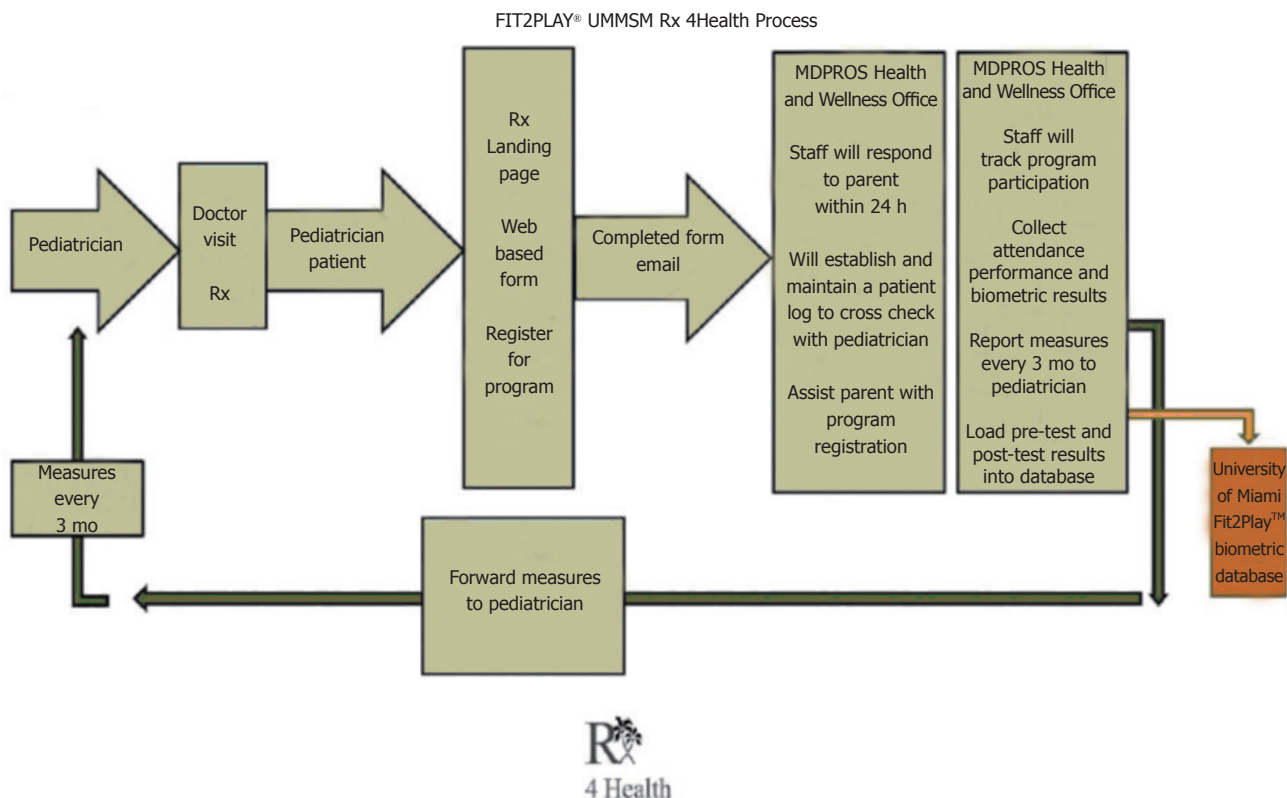 FIT2PLAY® UMMSM Rx 4Health Process
Pediatrician
Doctor
visit
Rx
Pediatrician
patient
Rx
Landing
page
Web
based
form
Register
for
program
Completed form
email
MDPROS Health
and Wellness Office
Staff will respond
to parent
within 24 h
Will establish and
maintain a patient
log to cross check
with pediatrician
Assist parent with
program
registration
MDPROS Health
and Wellness Office
Staff will
track program
participation
Collect
attendance
performance and
biometric results
Report measures
every 3 mo to
pediatrician
Load pre-test and
post-test results
into database
University
of Miami
Fit2Play™
biometric
database
Forward measures
to pediatrician
Measures
every
3 mo
Rx
4 Health